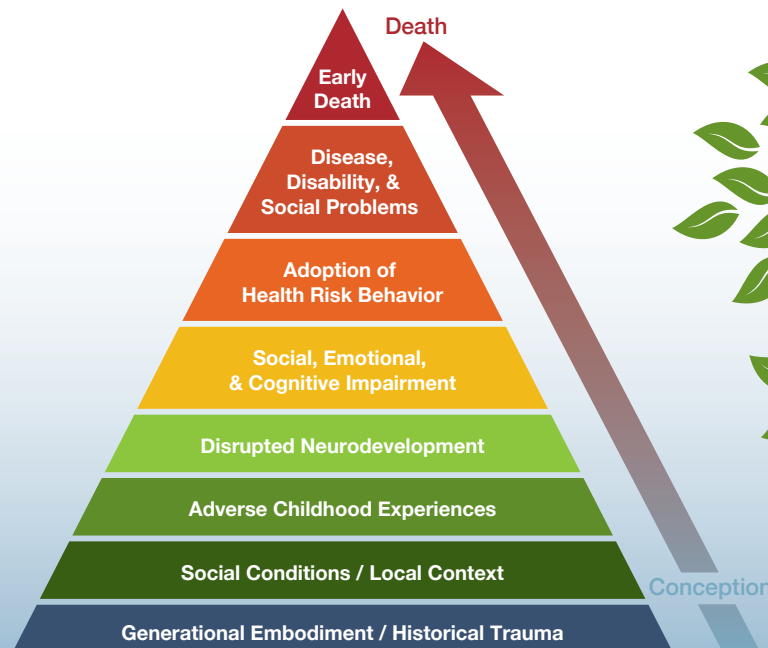 Death
Early
Death
Disease,
Disability, &
Social Problems
Adoption of
Health Risk Behavior
Social, Emotional,
& Cognitive Impairment
Disrupted Neurodevelopment
Adverse Childhood Experiences
Social Conditions / Local Context
Conception
Generational Embodiment / Historical Trauma